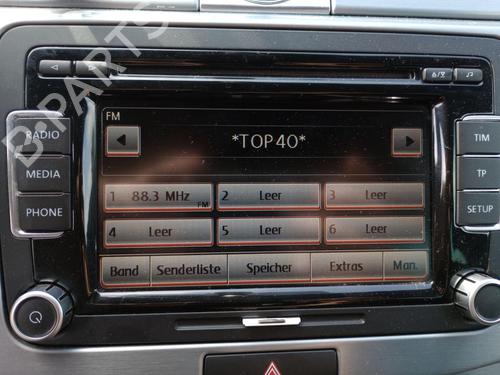 FM
*TOP40*
1 88.3 MHz FM
2 Leer
3 Leer
4 Leer
5 Leer
6 Leer
Band Senderliste Speicher Extras Man.
RADIO
MEDIA
PHONE
TIM
TP
SETUP
B-PARTS